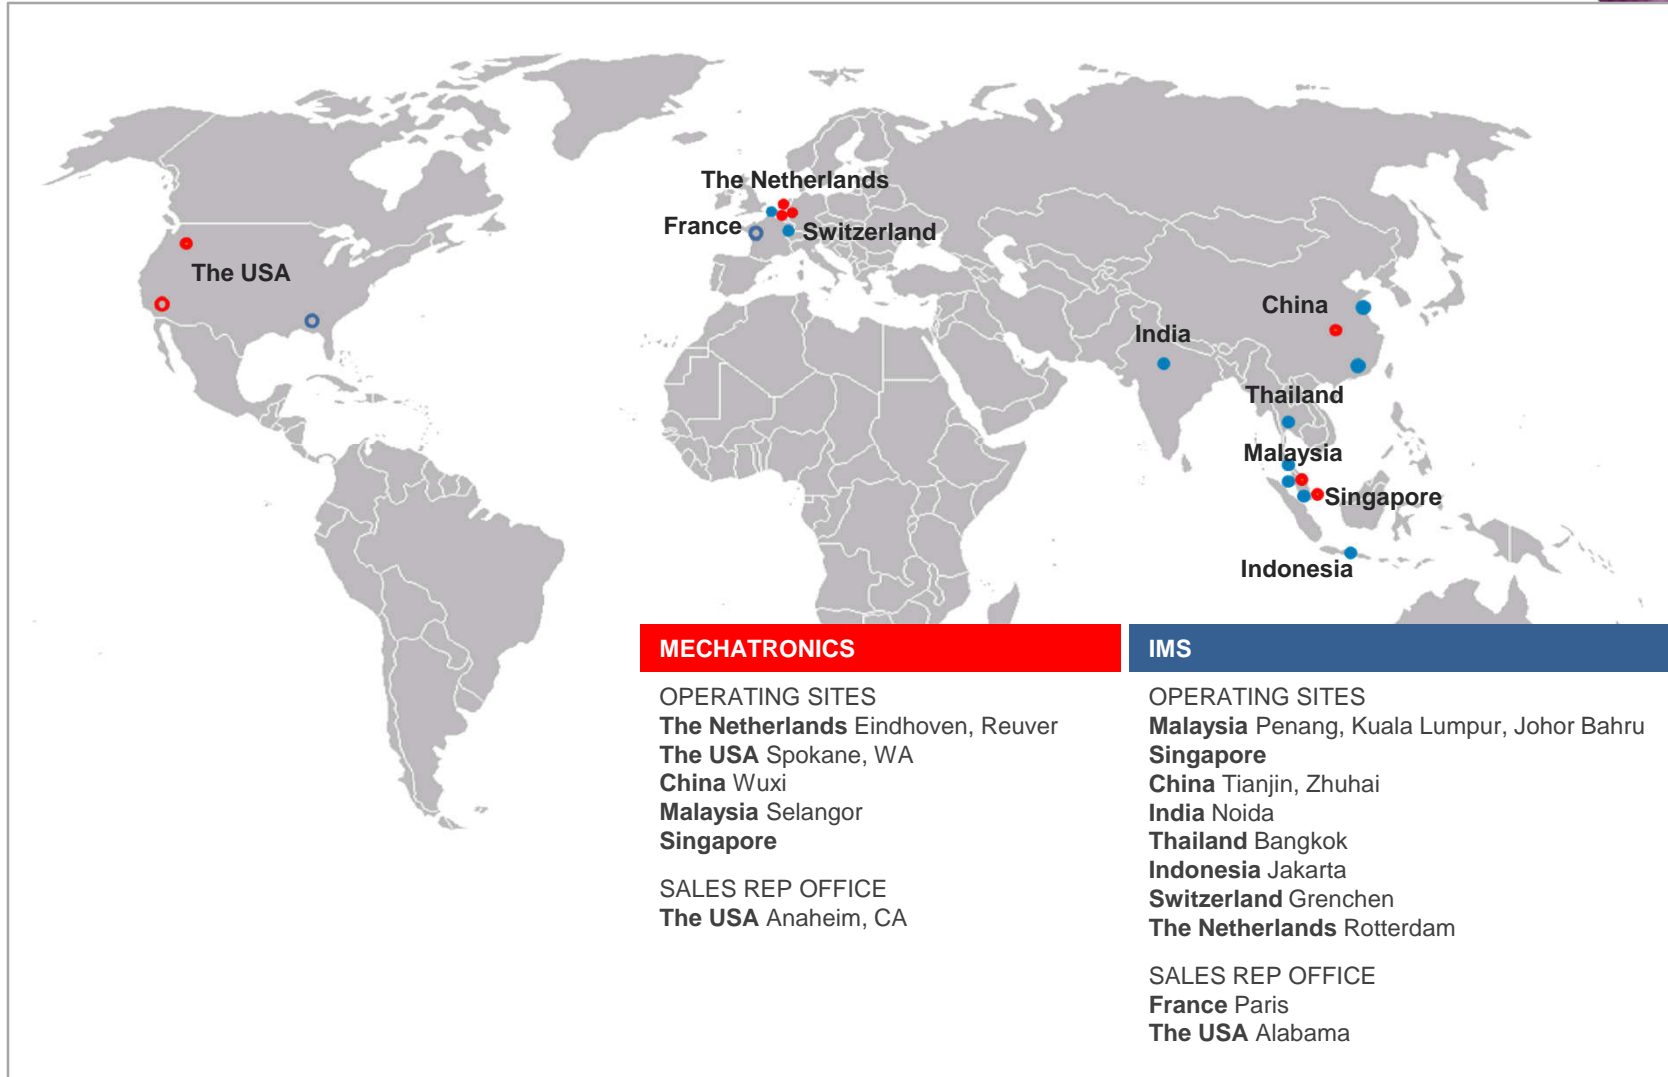 The Netherlands
France
Switzerland
The USA
China
India
Thailand
Malaysia
Singapore
Indonesia
MECHATRONICS
OPERATING SITES
The Netherlands Eindhoven, Reuver
The USA Spokane, WA
China Wuxi
Malaysia Selangor
Singapore
SALES REP OFFICE
The USA Anaheim, CA
IMS
OPERATING SITES
Malaysia Penang, Kuala Lumpur, Johor Bahru
Singapore
China Tianjin, Zhuhai
India Noida
Thailand Bangkok
Indonesia Jakarta
Switzerland Grenchen
The Netherlands Rotterdam
SALES REP OFFICE
France Paris
The USA Alabama